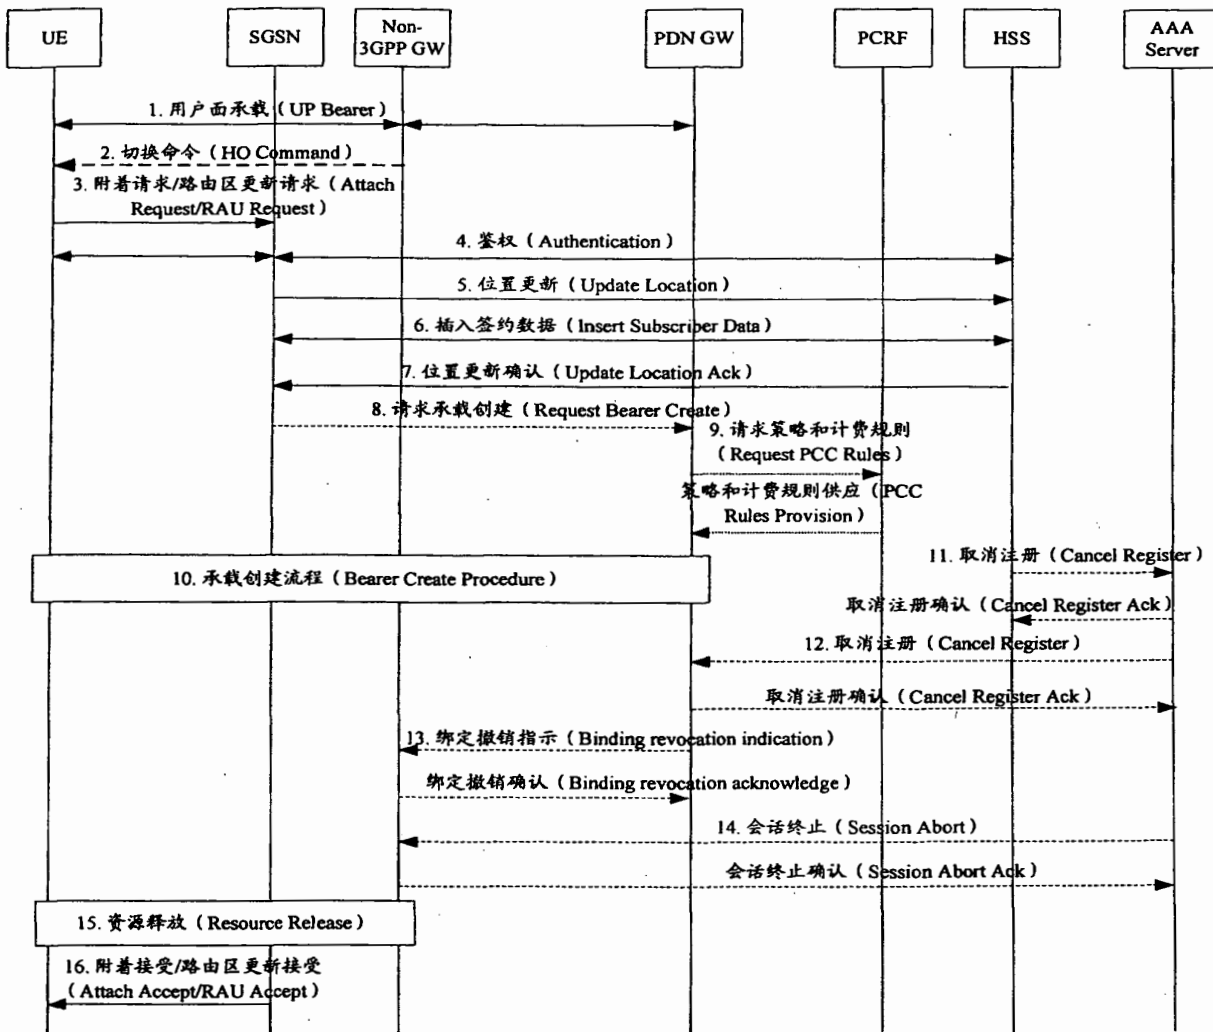 UE
SGSN
Non-
3GPP GW
PDN GW
PCRF
HSS
AAA
Server
1. 用户面承载（UP Bearer）
2. 切换命令（HO Command）
3. 附着请求/路由区更新请求（Attach
Request/RAU Request）
4. 鉴权（Authentication）
5. 位置更新（Update Location）
6. 插入签约数据（Insert Subscriber Data）
7. 位置更新确认（Update Location Ack）
8. 请求承载创建（Request Bearer Create）
9. 请求策略和计费规则
（Request PCC Rules）
策略和计费规则供应（PCC
Rules Provision）
10. 承载创建流程（Bearer Create Procedure）
11. 取消注册（Cancel Register）
取消注册确认（Cancel Register Ack）
12. 取消注册（Cancel Register）
取消注册确认（Cancel Register Ack）
13. 绑定撤销指示（Binding revocation indication）
绑定撤销确认（Binding revocation acknowledge）
14. 会话终止（Session Abort）
会话终止确认（Session Abort Ack）
15. 资源释放（Resource Release）
16. 附着接受/路由区更新接受
（Attach Accept/RAU Accept）